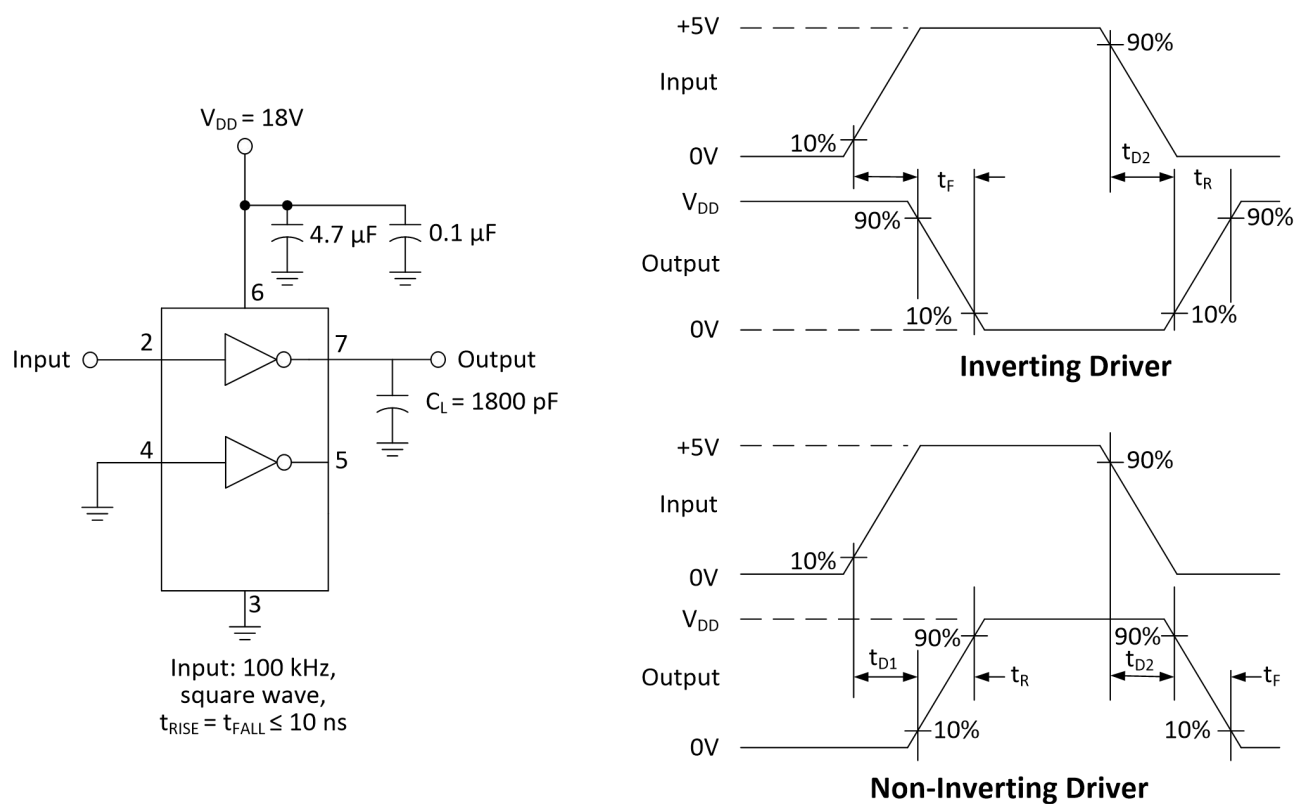 V_DD = 18V
4.7 µF
0.1 µF
6
Input
2
7
Output
C_L = 1800 pF
4
5
3
Input: 100 kHz,
square wave,
t_RISE = t_FALL ≤ 10 ns
+5V
90%
Input
10%
0V
t_D2
t_F
t_R
V_DD
90%
90%
Output
10%
10%
0V
Inverting Driver
+5V
90%
Input
10%
0V
V_DD
90%
90%
t_D1
t_D2
Output
t_R
t_F
10%
10%
0V
Non-Inverting Driver